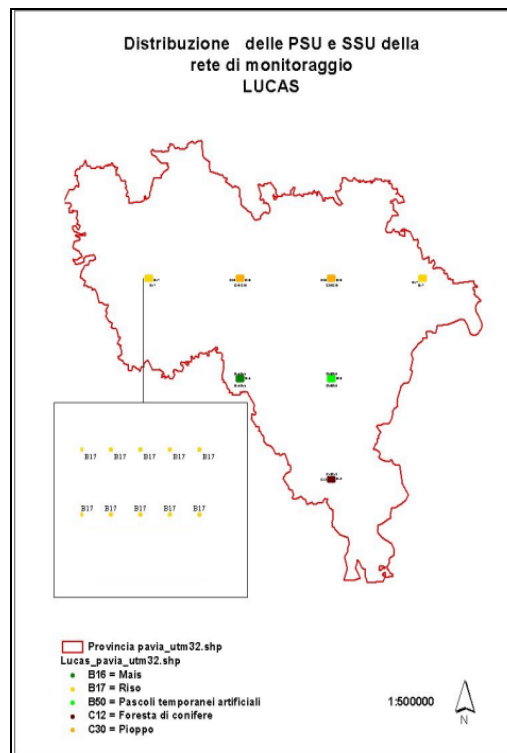 Distribuzione delle PSU e SSU della
rete di monitoraggio
LUCAS
B17 B17 B17 B17 B17
B17 B17 B17 B17 B17
Provincia pavia_utm32.shp
Lucas_pavia_utm32.shp
B16 = Mais
B17 = Riso
B50 = Pascoli temporanei artificiali
C12 = Foresta di conifere
C30 = Pioppo
1:500000
N